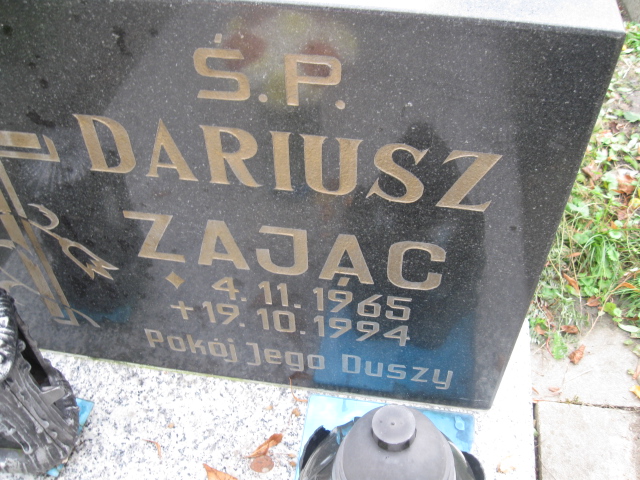 Ś.P.
DARIUSZ
ZAJĄC
✦ 4.11.1965
+ 19.10.1994
Pokój Jego Duszy